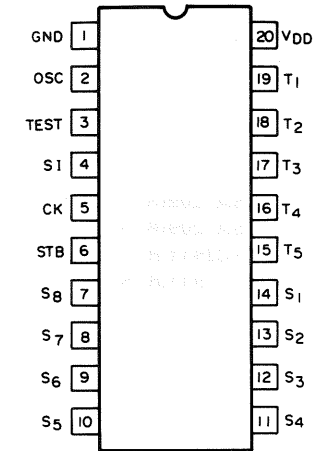 GND 1 20 VDD
OSC 2 19 T1
TEST 3 18 T2
SI 4 17 T3
CK 5 16 T4
STB 6 15 T5
S8 7 14 S1
S7 8 13 S2
S6 9 12 S3
S5 10 11 S4